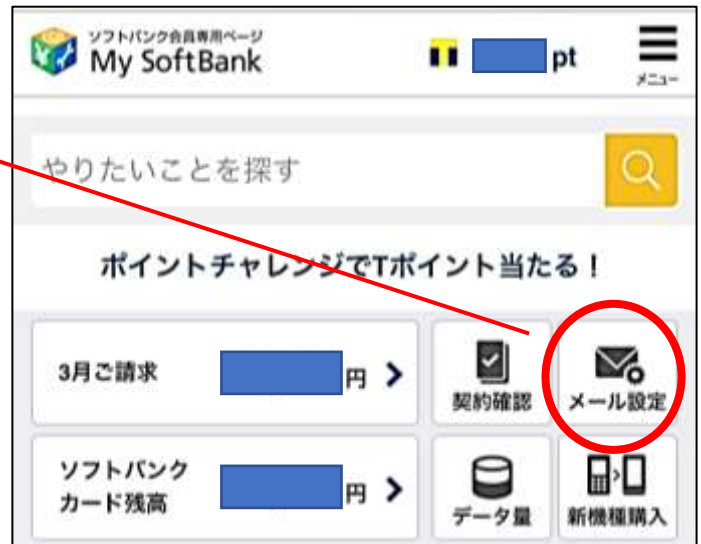 ソフトバンク会員専用ページ
My SoftBank
pt
メニュー
やりたいことを探す
ポイントチャレンジでTポイント当たる！
3月ご請求
円
契約確認
メール設定
ソフトバンク
カード残高
円
データ量
新機種購入